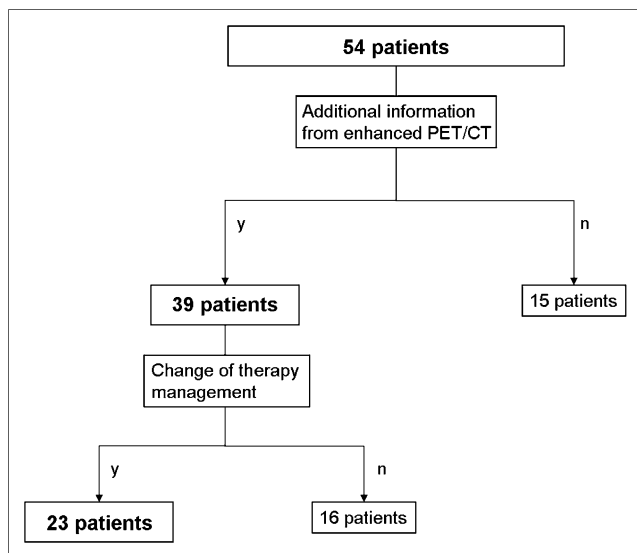 54 patients
Additional information
from enhanced PET/CT
y
n
39 patients
15 patients
Change of therapy
management
y
n
23 patients
16 patients